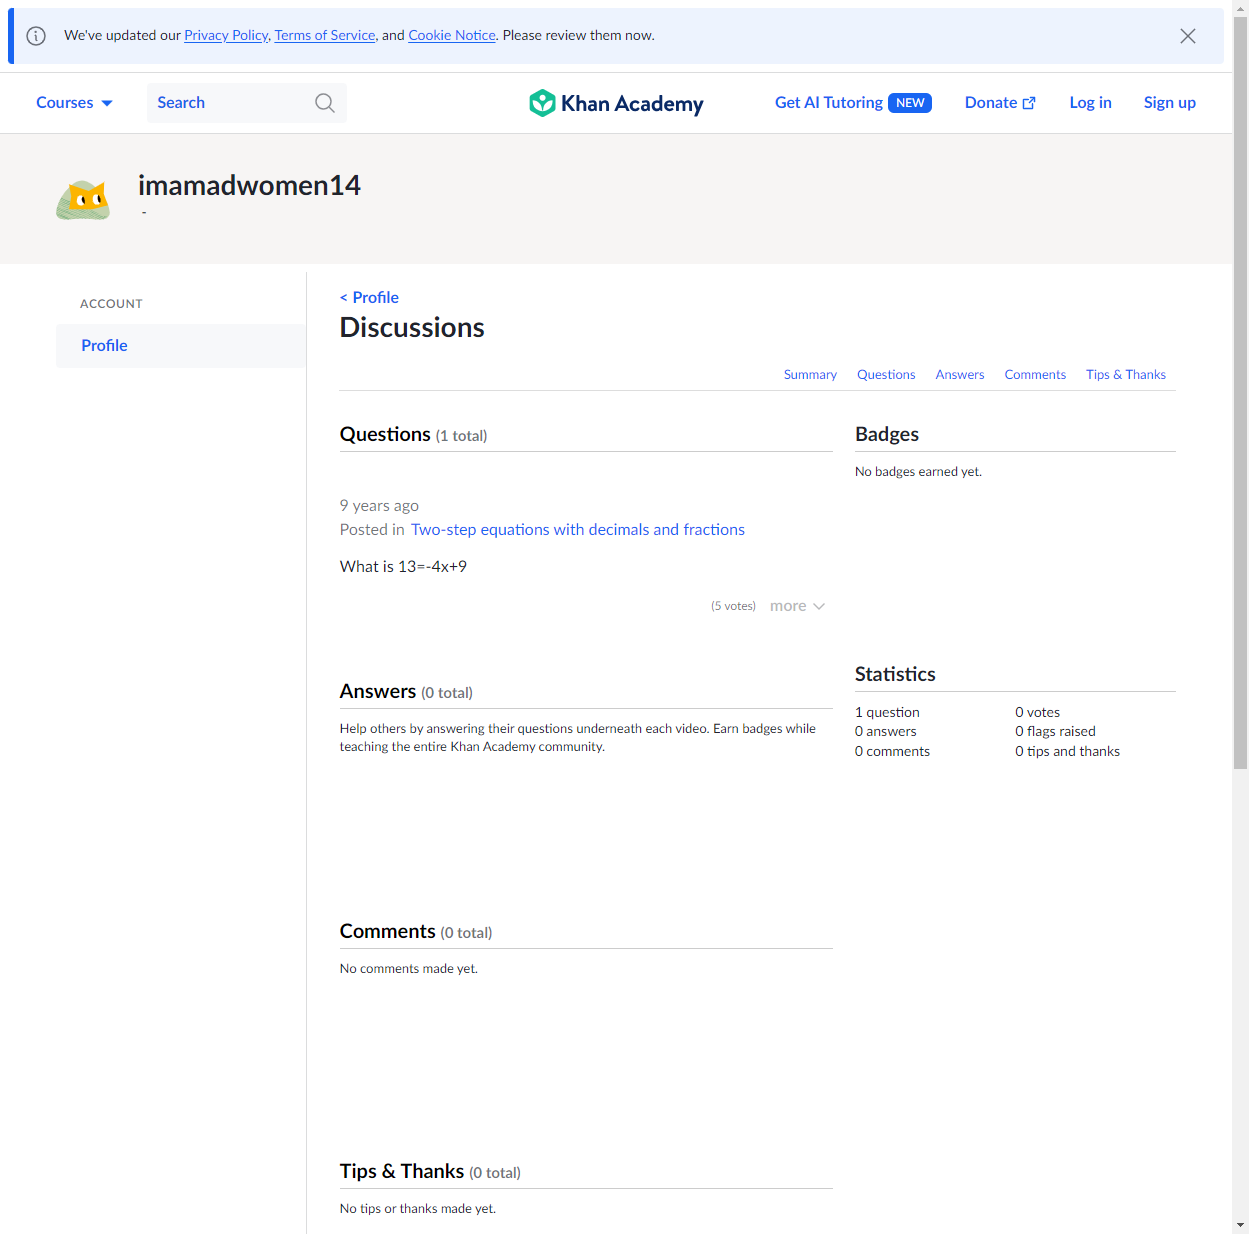 We've updated our Privacy Policy, Terms of Service, and Cookie Notice. Please review them now.
Courses
Search
Khan Academy
Get AI Tutoring NEW
Donate
Log in
Sign up
imamadwomen14
-
ACCOUNT
Profile
< Profile
Discussions
Summary
Questions
Answers
Comments
Tips & Thanks
Questions (1 total)
9 years ago
Posted in Two-step equations with decimals and fractions
What is 13=-4x+9
(5 votes)
more
Badges
No badges earned yet.
Answers (0 total)
Help others by answering their questions underneath each video. Earn badges while
teaching the entire Khan Academy community.
Statistics
1 question
0 votes
0 answers
0 flags raised
0 comments
0 tips and thanks
Comments (0 total)
No comments made yet.
Tips & Thanks (0 total)
No tips or thanks made yet.